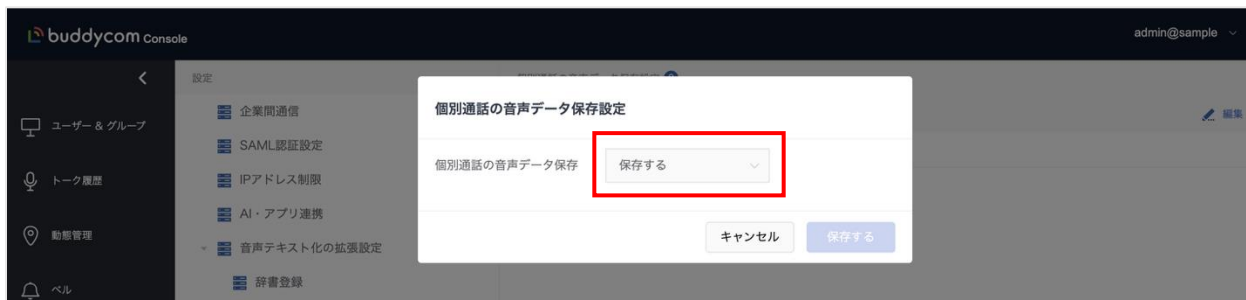 buddycom Console
admin@sample
設定
企業間通信
SAML認証設定
IPアドレス制限
AI・アプリ連携
音声テキスト化の拡張設定
辞書登録
ユーザー & グループ
トーク履歴
動態管理
ベル
編集
個別通話の音声データ保存設定
個別通話の音声データ保存
保存する
キャンセル
保存する